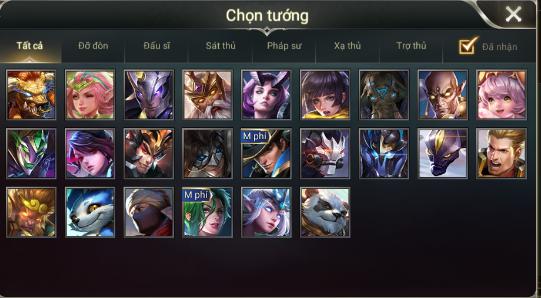 Chọn tướng
Tất cả Đỡ đòn Đấu sĩ Sát thủ Pháp sư Xạ thủ Trợ thủ Đã nhận
M phí
M phí